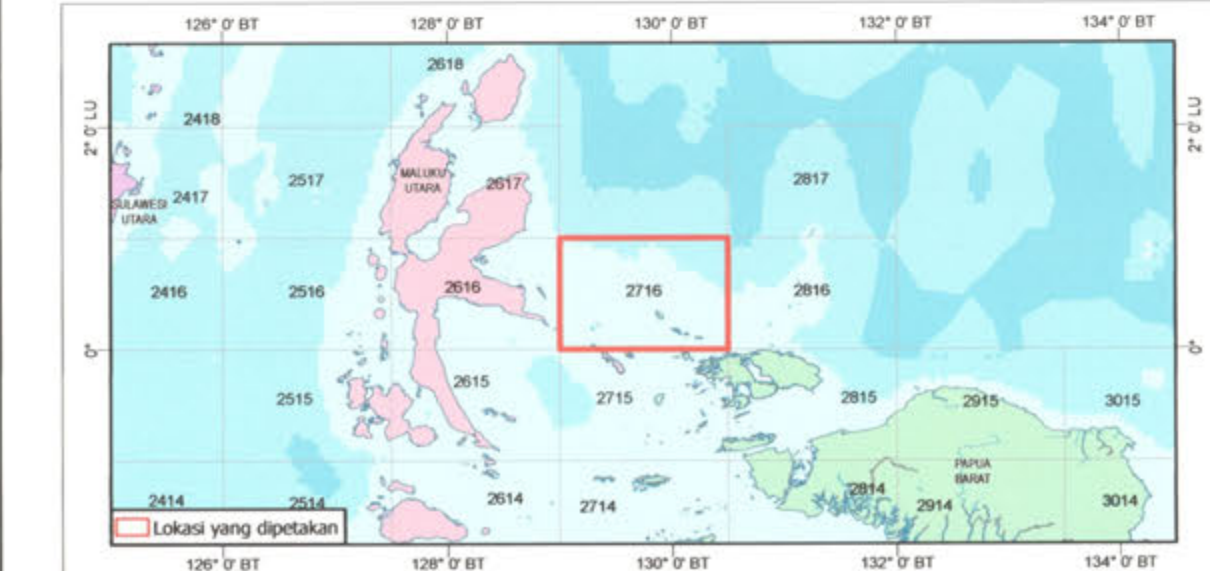 126° 0' BT 128° 0' BT 130° 0' BT 132° 0' BT 134° 0' BT
2618
2° 0' LU 2° 0' LU
2418
MALUKU
UTARA
2517 2617 2817
2417
SULAWESI
UTARA
2416 2516 2616 2716 2816
0° 0°
2615
2515 2715 2815 2915 3015
PAPUA
BARAT
2414 2514 2614 2714 2814 2914 3014
Lokasi yang dipetakan
126° 0' BT 128° 0' BT 130° 0' BT 132° 0' BT 134° 0' BT